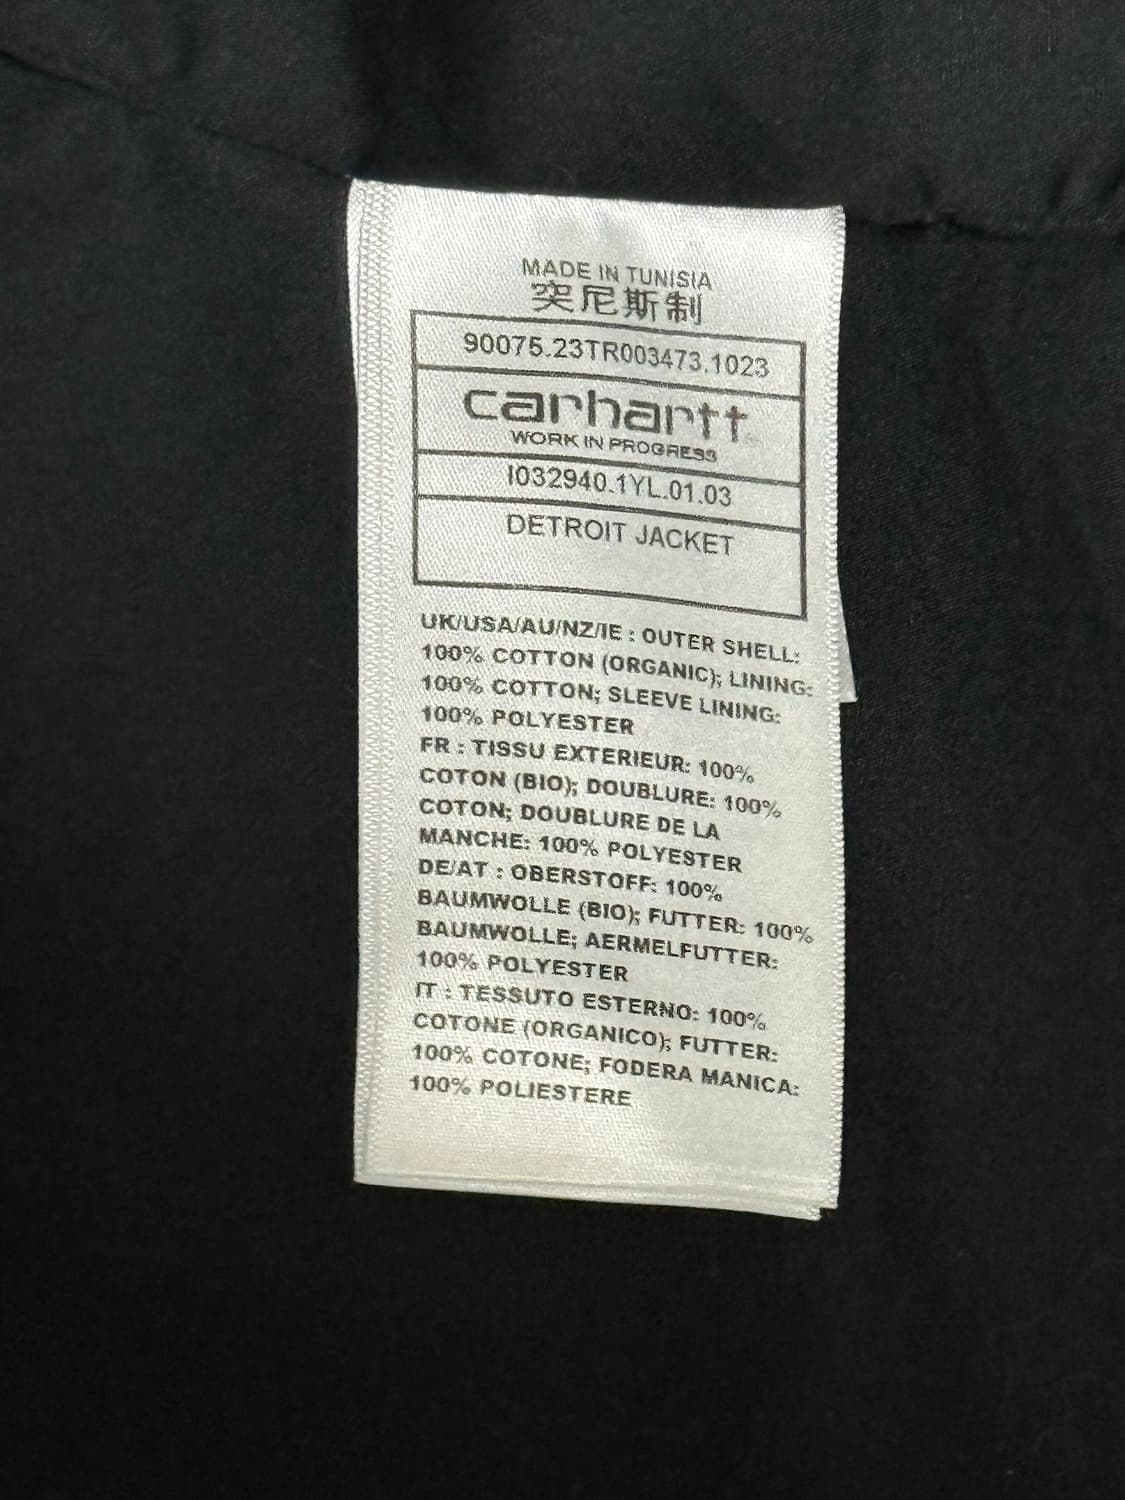 MADE IN TUNISIA
突尼斯制
90075.23TR003473.1023
carhartt
WORK IN PROGRESS
I032940.1YL.01.03
DETROIT JACKET
UK/USA/AU/NZ/IE : OUTER SHELL:
100% COTTON (ORGANIC); LINING:
100% COTTON; SLEEVE LINING:
100% POLYESTER
FR : TISSU EXTERIEUR: 100%
COTON (BIO); DOUBLURE: 100%
COTON; DOUBLURE DE LA
MANCHE: 100% POLYESTER
DE/AT : OBERSTOFF: 100%
BAUMWOLLE (BIO); FUTTER: 100%
BAUMWOLLE; AERMELFUTTER:
100% POLYESTER
IT : TESSUTO ESTERNO: 100%
COTONE (ORGANICO); FUTTER:
100% COTONE; FODERA MANICA:
100% POLIESTERE